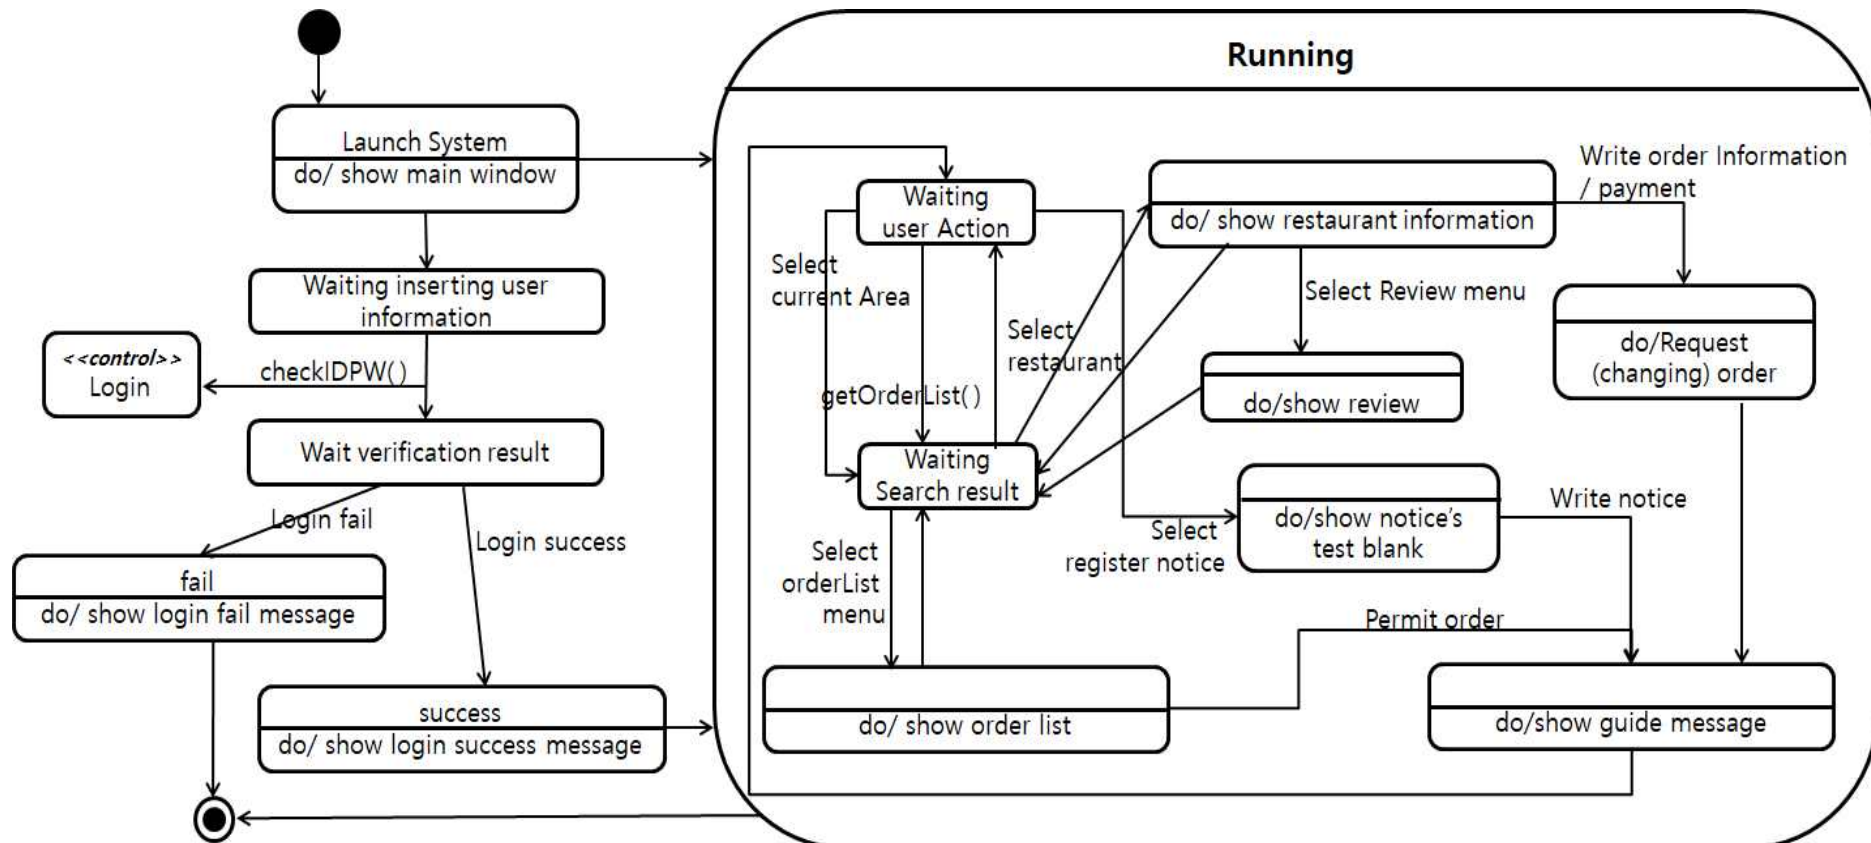 Running
Launch System
do/ show main window
Waiting inserting user
information
<<control>>
Login
checkIDPW()
Wait verification result
Login fail
Login success
fail
do/ show login fail message
success
do/ show login success message
Waiting
user Action
Select
current Area
getOrderList()
Select
restaurant
Waiting
Search result
Select
orderList
menu
do/ show order list
do/ show restaurant information
Write order Information
/ payment
Select Review menu
do/show review
do/Request
(changing) order
Select
register notice
do/show notice's
test blank
Write notice
Permit order
do/show guide message